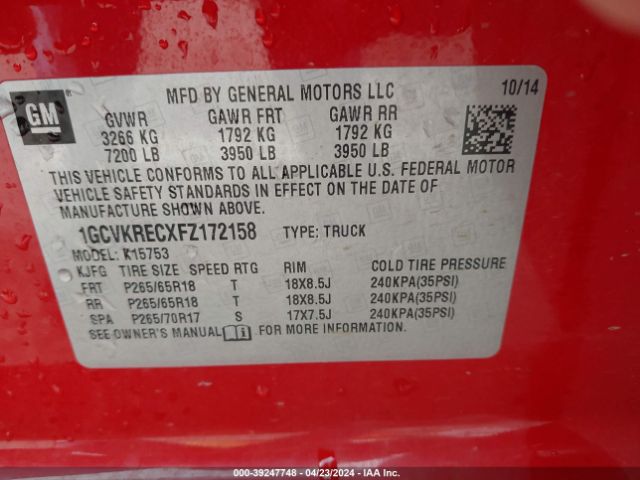 GM
MFD BY GENERAL MOTORS LLC 10/14
GVWR GAWR FRT GAWR RR
3266 KG 1792 KG 1792 KG
7200 LB 3950 LB 3950 LB
THIS VEHICLE CONFORMS TO ALL APPLICABLE U.S. FEDERAL MOTOR
VEHICLE SAFETY STANDARDS IN EFFECT ON THE DATE OF
MANUFACTURE SHOWN ABOVE.
1GCVKRECXFZ172158 TYPE: TRUCK
MODEL: K15753
KJFG TIRE SIZE SPEED RTG RIM COLD TIRE PRESSURE
FRT P265/65R18 T 18X8.5J 240KPA(35PSI)
RR P265/65R18 T 18X8.5J 240KPA(35PSI)
SPA P265/70R17 S 17X7.5J 240KPA(35PSI)
SEE OWNER'S MANUAL FOR MORE INFORMATION.
000-39247748 - 04/23/2024 - IAAI.COM